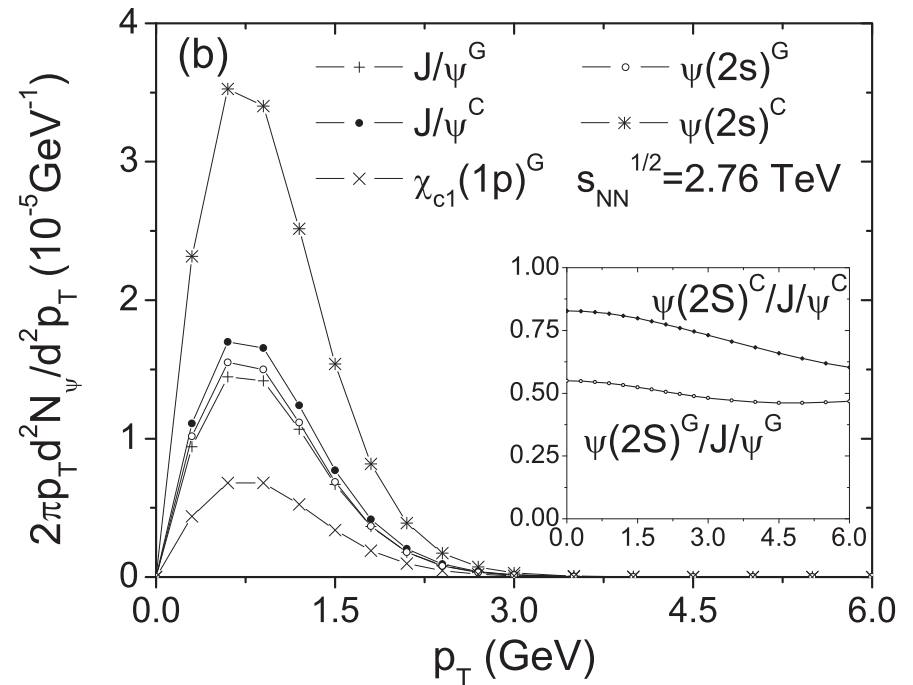 (b)
J/ψ^G
ψ(2s)^G
J/ψ^C
ψ(2s)^C
χ_c1(1p)^G
s_NN^1/2=2.76 TeV
2πp_T d^2N_ψ/d^2p_T (10^-5GeV^-1)
4
3
2
1
0
0.0 1.5 3.0 4.5 6.0
p_T (GeV)
1.00
0.75
0.50
0.25
0.00
0.0 1.5 3.0 4.5 6.0
ψ(2S)^C/J/ψ^C
ψ(2S)^G/J/ψ^G